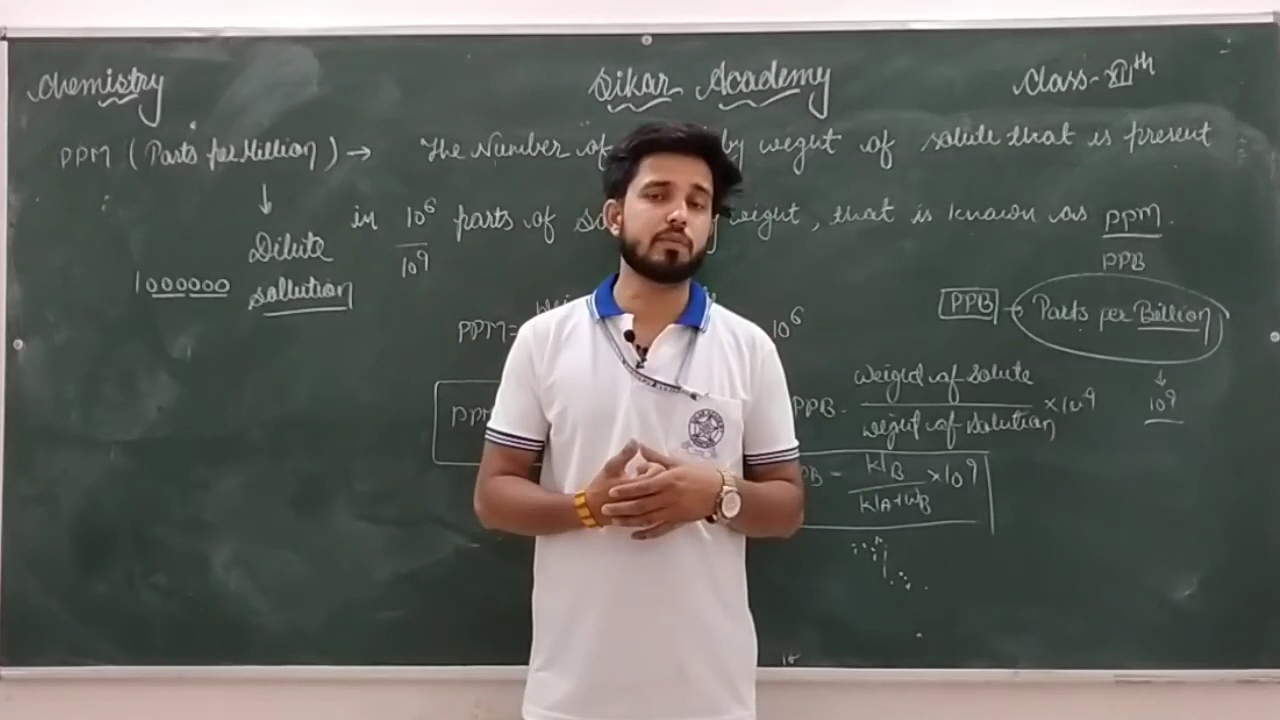 Chemistry
Sikar Academy
Class-XIIth
PPM (Parts per Million) → The Number of by weight of solute that is present
↓
Dilute
sollution
1000000
in 10⁶ parts of weight, that is known as PPM.
10⁹
PPB
PPM=
10⁶
PPB → Parts per Billion
↓
10⁹
PPB - weight of Solute / weight of Solution ×10⁹
PPM
WB / WA+WB ×10⁹